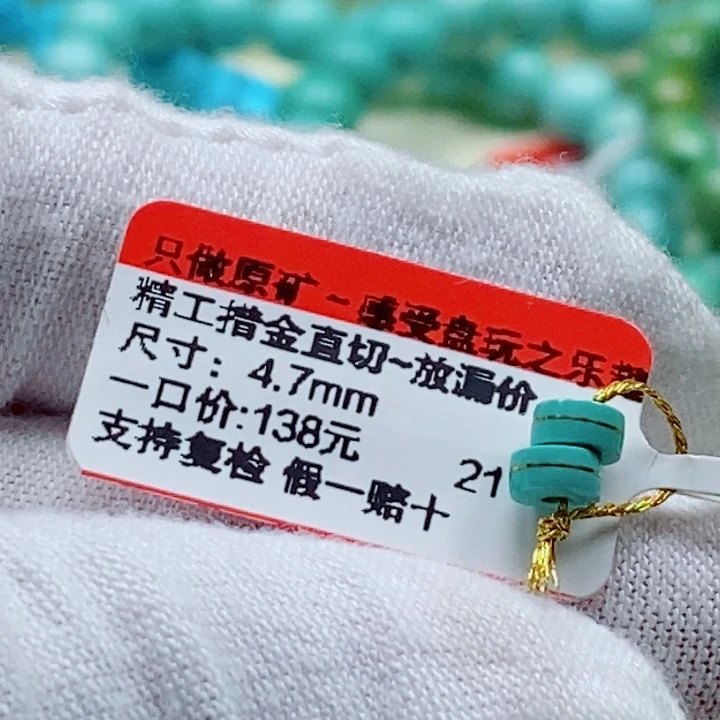 只做原矿~感受盘玩之乐趣
精工措金直切~放漏价
尺寸：4.7mm
一口价:138元
支持复检 假一赔十
21